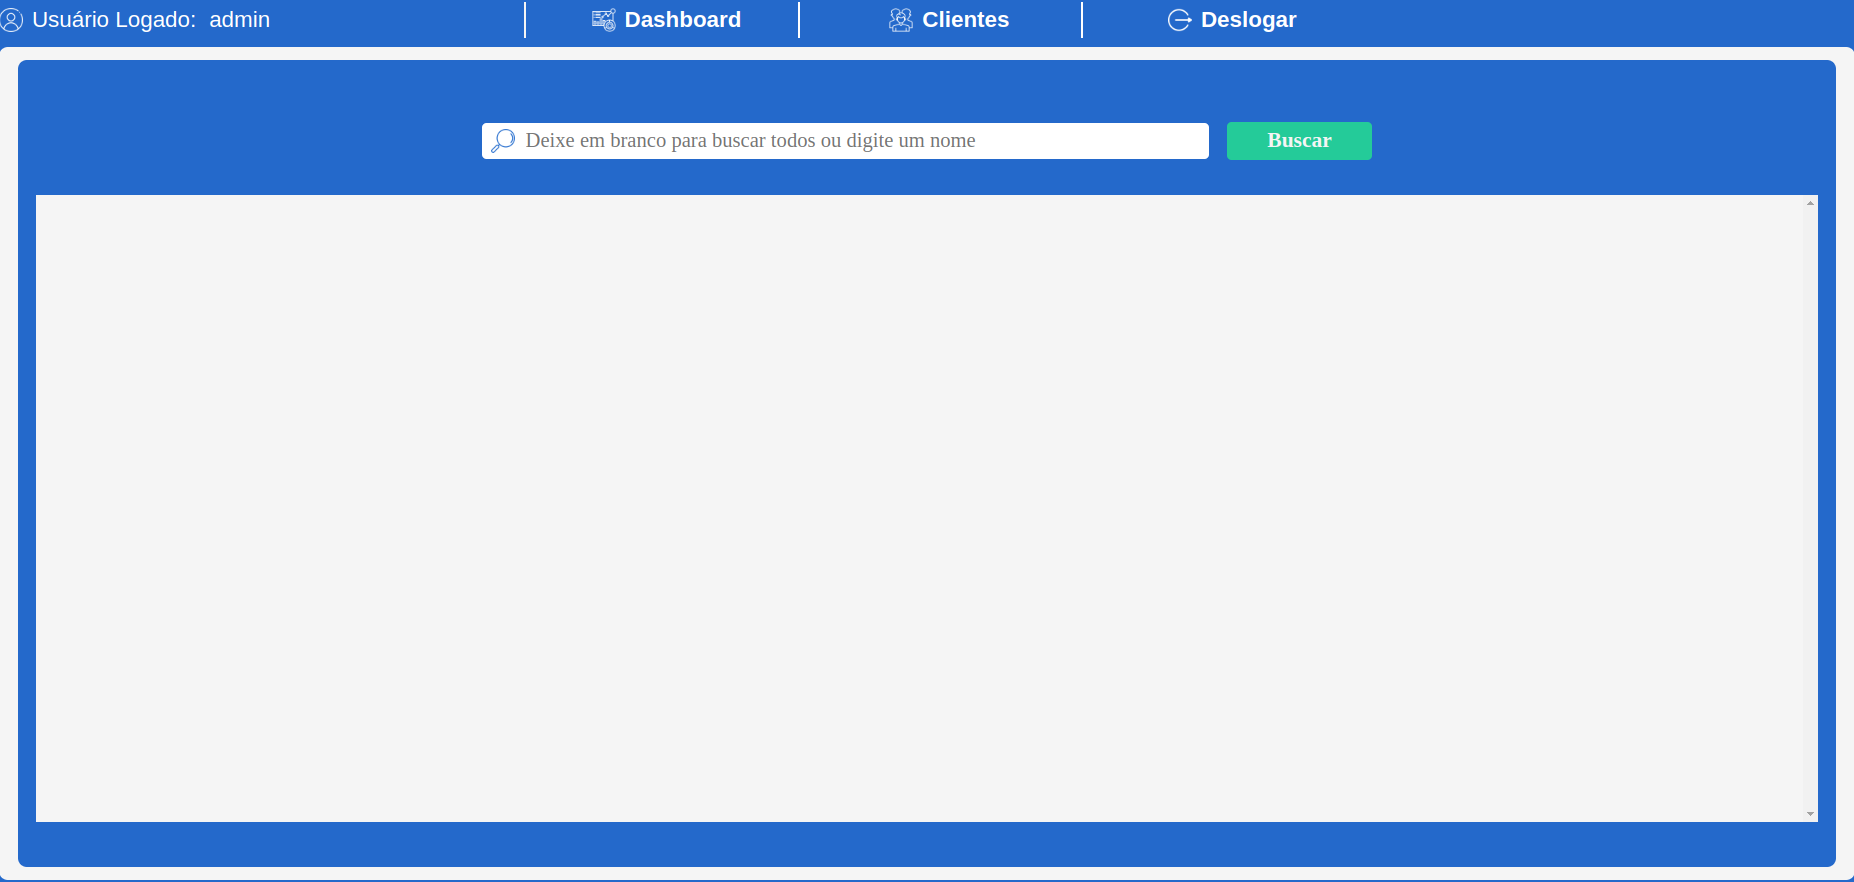 Usuário Logado: admin
Dashboard
Clientes
Deslogar
Deixe em branco para buscar todos ou digite um nome
Buscar